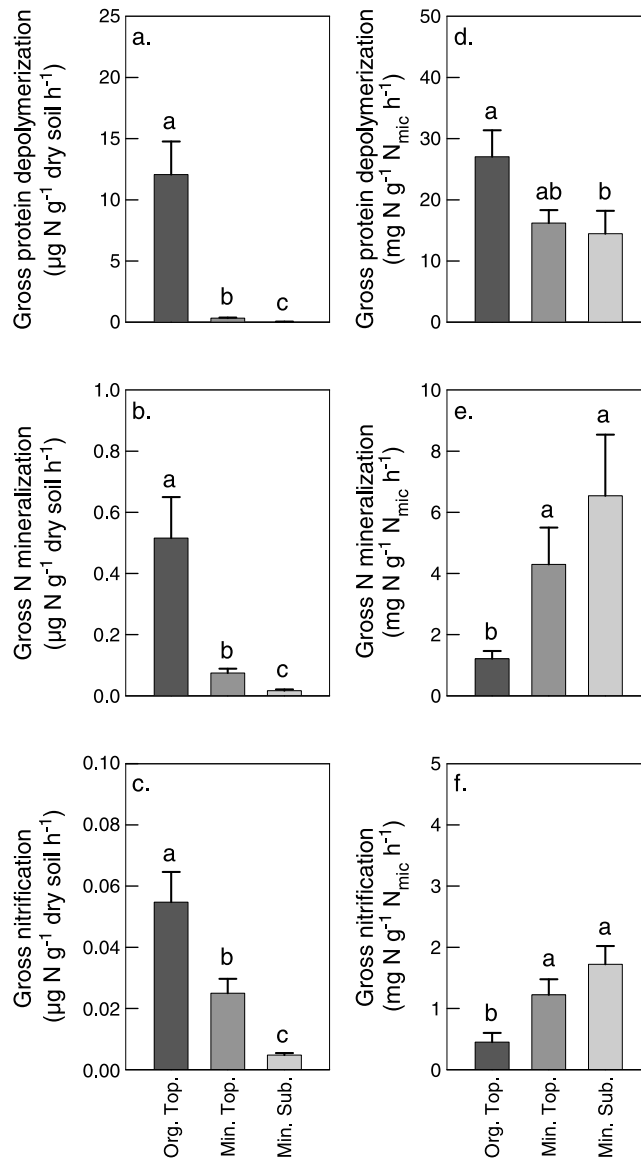 Gross protein depolymerization
(µg N g⁻¹ dry soil h⁻¹)
25
20
15
10
5
0
a.
a
b
c
Gross protein depolymerization
(mg N g⁻¹ Nmic h⁻¹)
50
40
30
20
10
0
d.
a
ab
b
Gross N mineralization
(µg N g⁻¹ dry soil h⁻¹)
1.0
0.8
0.6
0.4
0.2
0.0
b.
a
b
c
Gross N mineralization
(mg N g⁻¹ Nmic h⁻¹)
10
8
6
4
2
0
e.
b
a
a
Gross nitrification
(µg N g⁻¹ dry soil h⁻¹)
0.10
0.08
0.06
0.04
0.02
0.00
c.
a
b
c
Org. Top.
Min. Top.
Min. Sub.
Gross nitrification
(mg N g⁻¹ Nmic h⁻¹)
5
4
3
2
1
0
f.
b
a
a
Org. Top.
Min. Top.
Min. Sub.